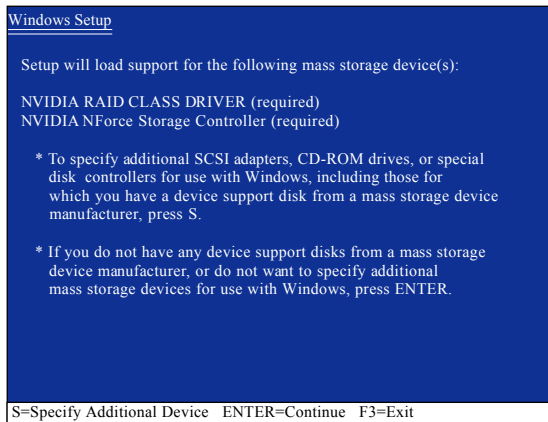 Windows Setup
Setup will load support for the following mass storage device(s):
NVIDIA RAID CLASS DRIVER (required)
NVIDIA NForce Storage Controller (required)
* To specify additional SCSI adapters, CD-ROM drives, or special
disk controllers for use with Windows, including those for
which you have a device support disk from a mass storage device
manufacturer, press S.
* If you do not have any device support disks from a mass storage
device manufacturer, or do not want to specify additional
mass storage devices for use with Windows, press ENTER.
S=Specify Additional Device ENTER=Continue F3=Exit